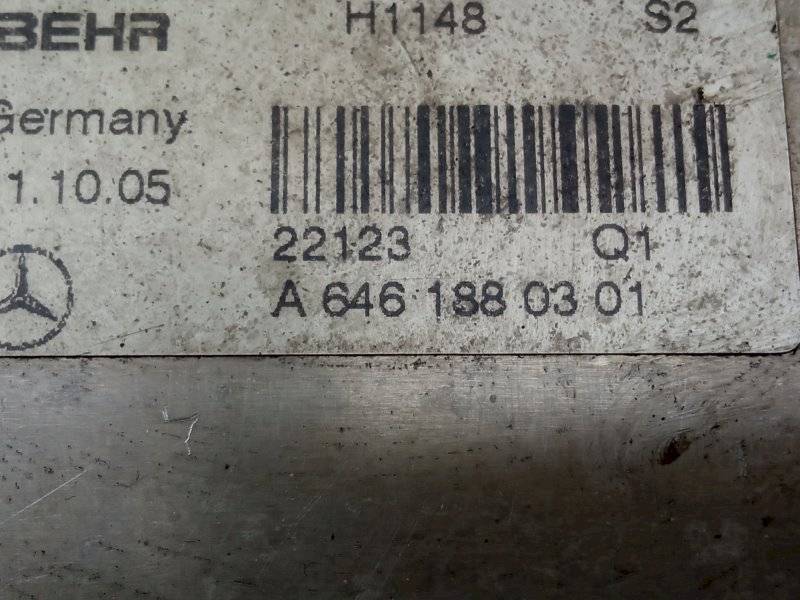 BEHR H1148 S2
Germany
1.10.05
22123 Q1
A 646 188 03 01